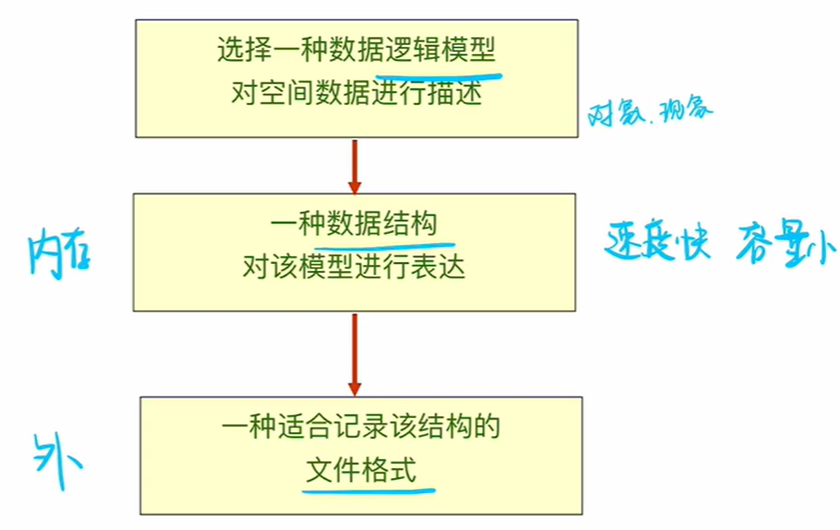 选择一种数据逻辑模型
对空间数据进行描述
对象、现象
一种数据结构
对该模型进行表达
内存
速度快 容量小
一种适合记录该结构的
文件格式
外